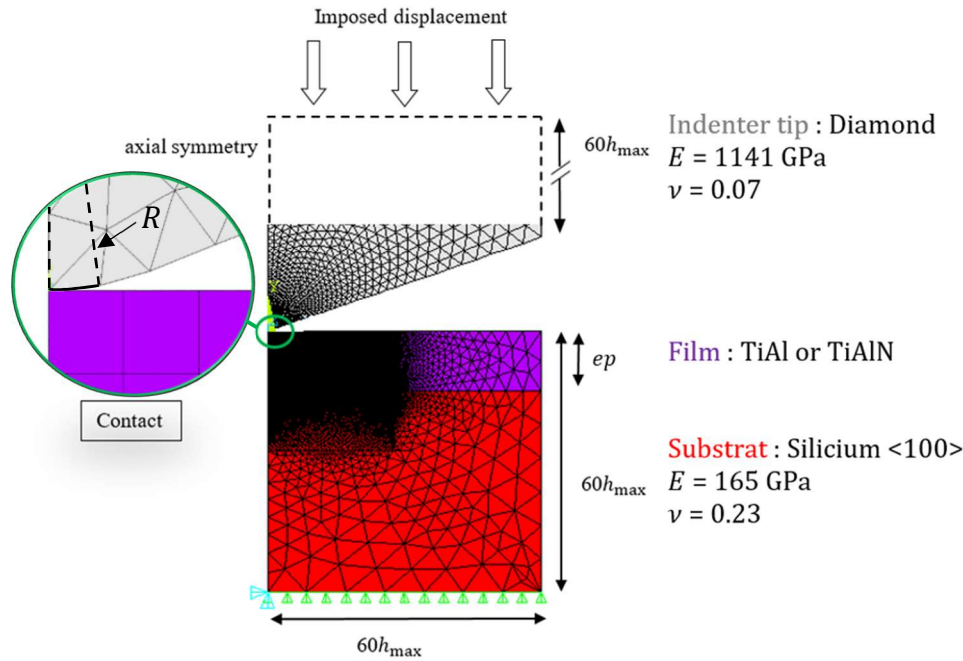 Imposed displacement
axial symmetry
60hmax
Indenter tip : Diamond
E = 1141 GPa
ν = 0.07
R
Contact
ep
Film : TiAl or TiAlN
60hmax
Substrat : Silicium <100>
E = 165 GPa
ν = 0.23
60hmax